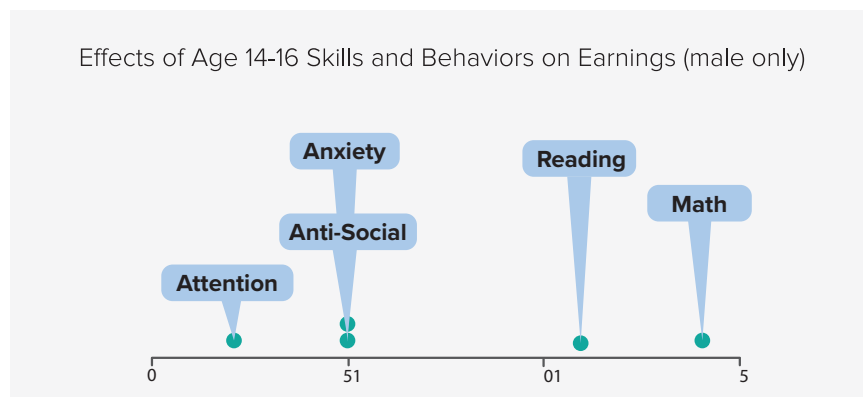 Effects of Age 14-16 Skills and Behaviors on Earnings (male only)
Anxiety
Reading
Math
Anti-Social
Attention
0 51 01 5